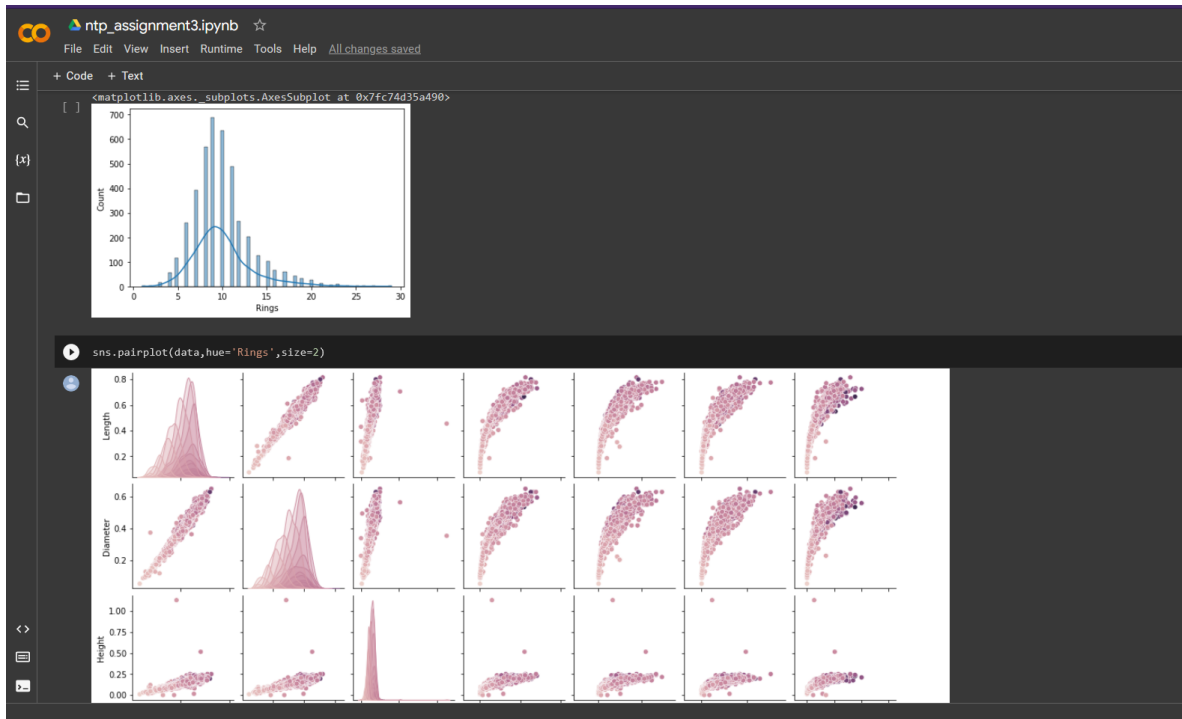 ntp_assignment3.ipynb
File Edit View Insert Runtime Tools Help All changes saved
+ Code + Text
<matplotlib.axes._subplots.AxesSubplot at 0x7fc74d35a490>
[ ]
{x}
700
600
500
400
300
200
100
0
Count
0 5 10 15 20 25 30
Rings
sns.pairplot(data,hue='Rings',size=2)
0.8
0.6
0.4
0.2
Length
0.6
0.4
0.2
Diameter
1.00
0.75
0.50
0.25
0.00
Height